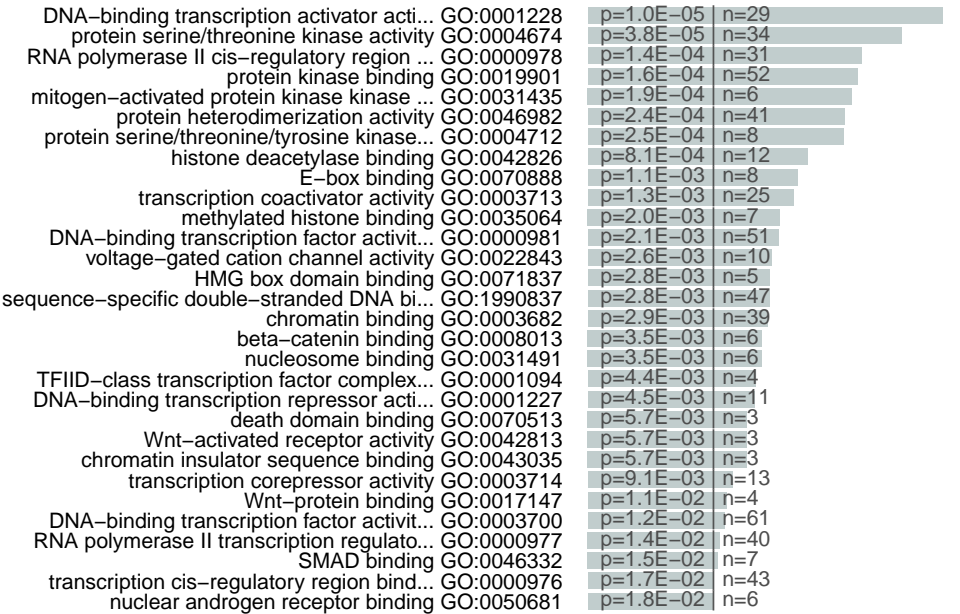 DNA−binding transcription activator acti... GO:0001228 p=1.0E−05 n=29
protein serine/threonine kinase activity GO:0004674 p=3.8E−05 n=34
RNA polymerase II cis−regulatory region ... GO:0000978 p=1.4E−04 n=31
protein kinase binding GO:0019901 p=1.6E−04 n=52
mitogen−activated protein kinase kinase ... GO:0031435 p=1.9E−04 n=6
protein heterodimerization activity GO:0046982 p=2.4E−04 n=41
protein serine/threonine/tyrosine kinase... GO:0004712 p=2.5E−04 n=8
histone deacetylase binding GO:0042826 p=8.1E−04 n=12
E−box binding GO:0070888 p=1.1E−03 n=8
transcription coactivator activity GO:0003713 p=1.3E−03 n=25
methylated histone binding GO:0035064 p=2.0E−03 n=7
DNA−binding transcription factor activit... GO:0000981 p=2.1E−03 n=51
voltage−gated cation channel activity GO:0022843 p=2.6E−03 n=10
HMG box domain binding GO:0071837 p=2.8E−03 n=5
sequence−specific double−stranded DNA bi... GO:1990837 p=2.8E−03 n=47
chromatin binding GO:0003682 p=2.9E−03 n=39
beta−catenin binding GO:0008013 p=3.5E−03 n=6
nucleosome binding GO:0031491 p=3.5E−03 n=6
TFIID−class transcription factor complex... GO:0001094 p=4.4E−03 n=4
DNA−binding transcription repressor acti... GO:0001227 p=4.5E−03 n=11
death domain binding GO:0070513 p=5.7E−03 n=3
Wnt−activated receptor activity GO:0042813 p=5.7E−03 n=3
chromatin insulator sequence binding GO:0043035 p=5.7E−03 n=3
transcription corepressor activity GO:0003714 p=9.1E−03 n=13
Wnt−protein binding GO:0017147 p=1.1E−02 n=4
DNA−binding transcription factor activit... GO:0003700 p=1.2E−02 n=61
RNA polymerase II transcription regulato... GO:0000977 p=1.4E−02 n=40
SMAD binding GO:0046332 p=1.5E−02 n=7
transcription cis−regulatory region bind... GO:0000976 p=1.7E−02 n=43
nuclear androgen receptor binding GO:0050681 p=1.8E−02 n=6